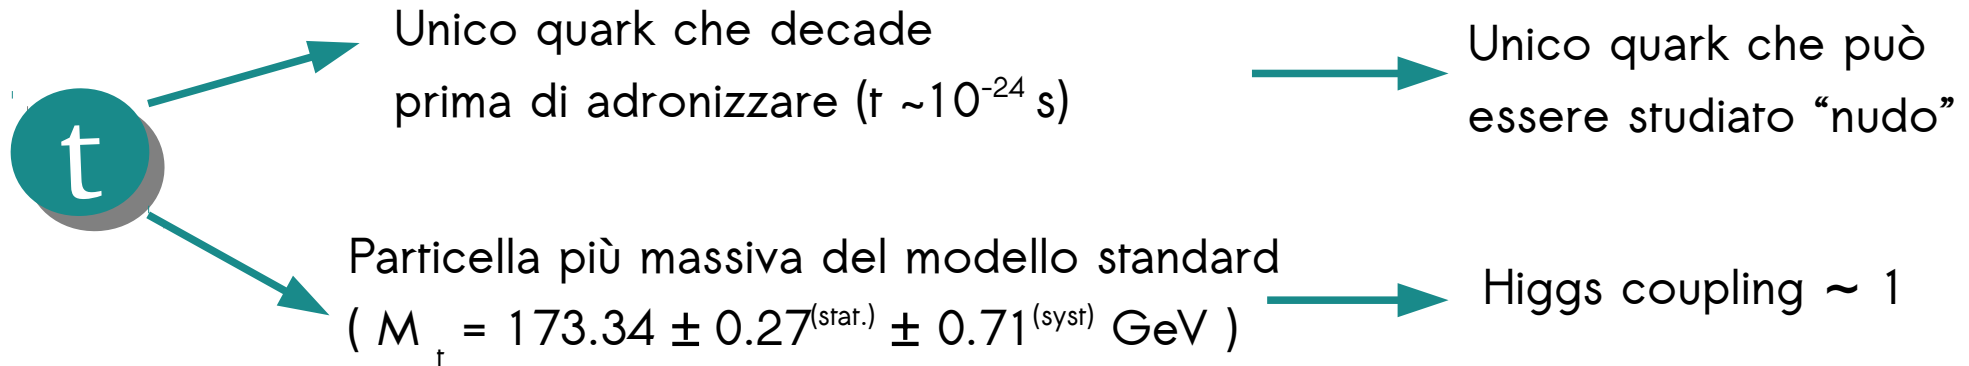 t
Unico quark che decade
prima di adronizzare (t ~10⁻²⁴ s)
Unico quark che può
essere studiato “nudo”
Particella più massiva del modello standard
( M ₜ = 173.34 ± 0.27⁽stat.⁾ ± 0.71⁽syst⁾ GeV )
Higgs coupling ~ 1